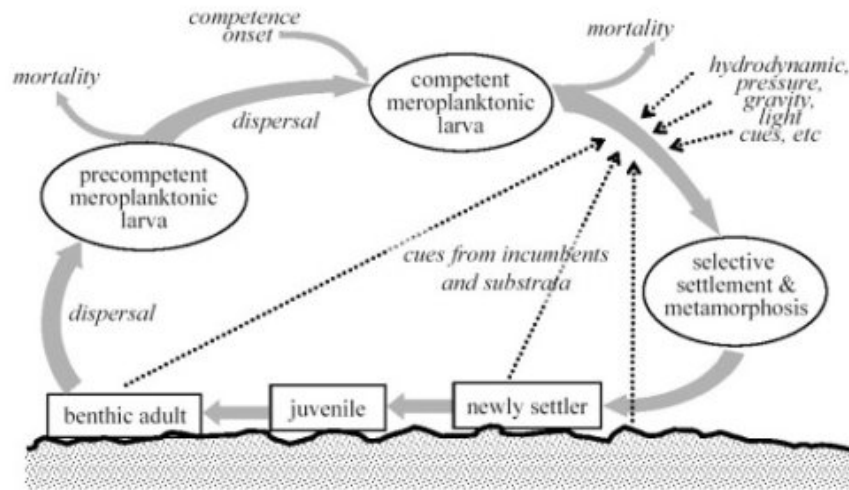 competence
onset
mortality
mortality
competent
meroplanktonic
larva
hydrodynamic,
pressure,
gravity,
light
cues, etc
dispersal
precompetent
meroplanktonic
larva
cues from incumbents
and substrata
selective
settlement &
metamorphosis
dispersal
benthic adult
juvenile
newly settler